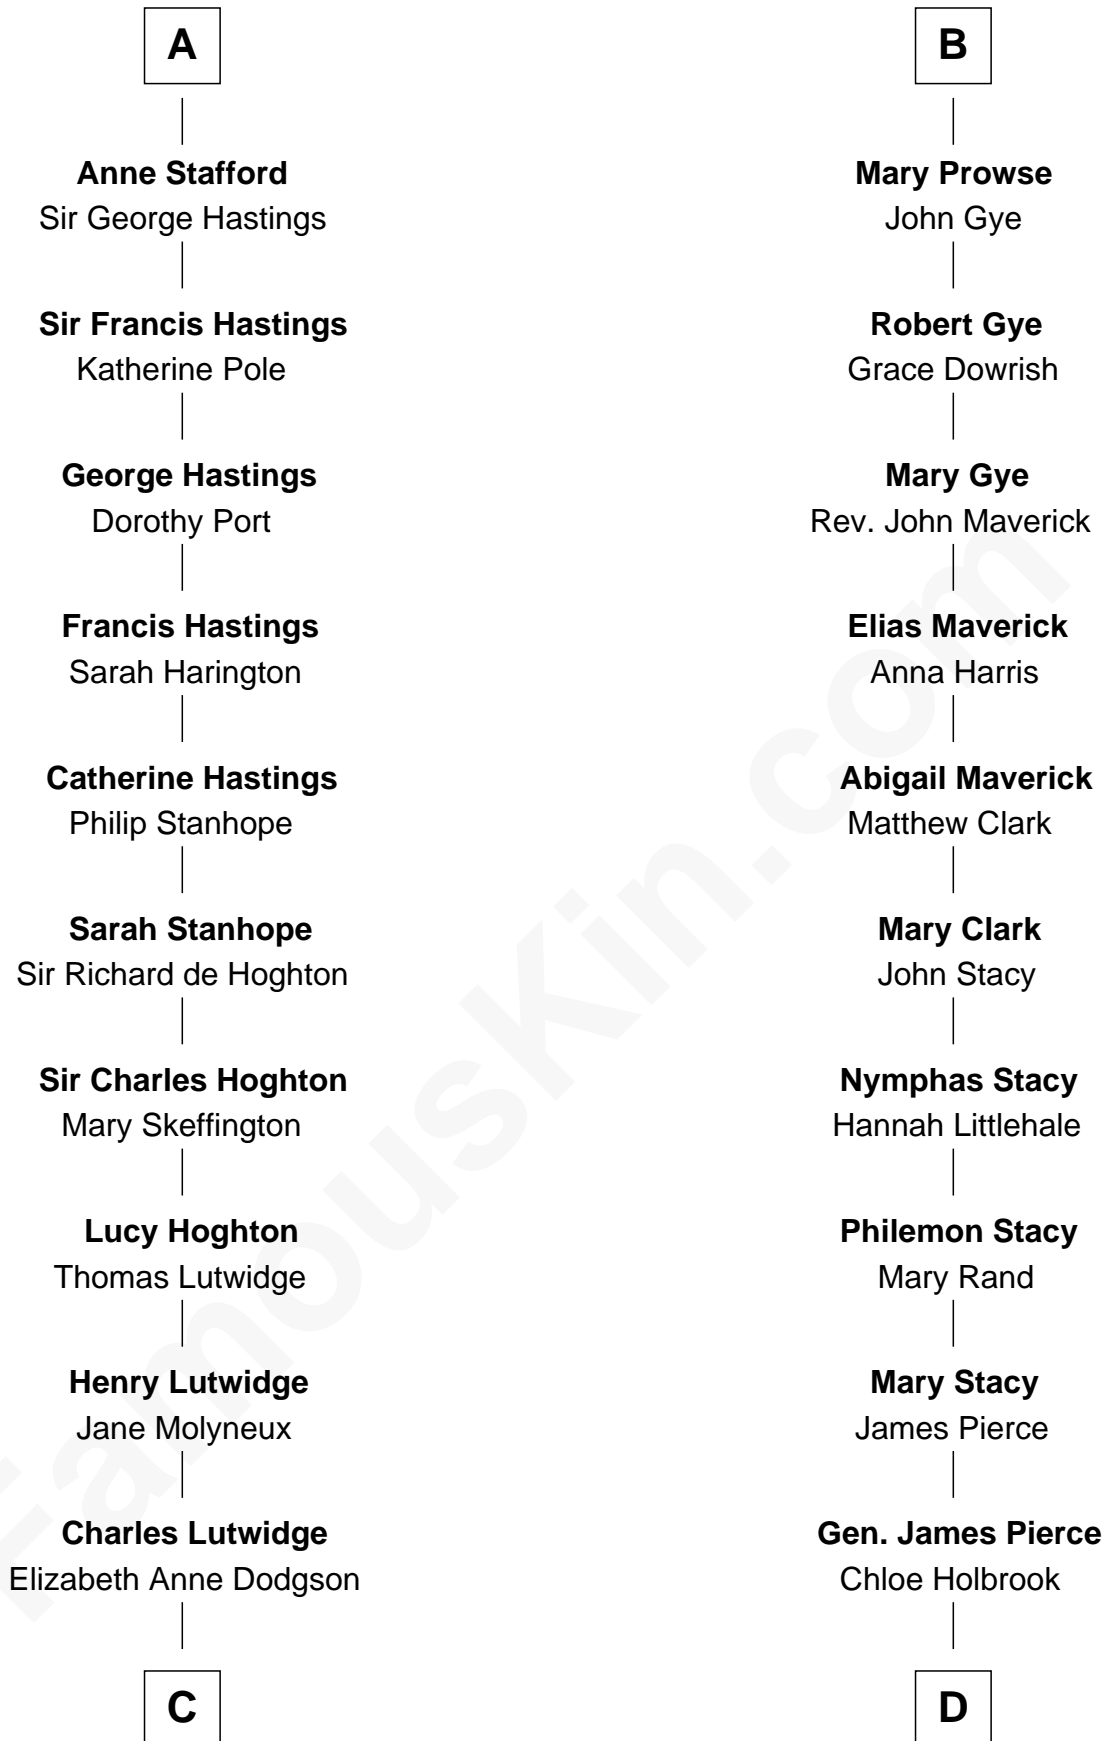 A
Anne Stafford
Sir George Hastings
Sir Francis Hastings
Katherine Pole
George Hastings
Dorothy Port
Francis Hastings
Sarah Harington
Catherine Hastings
Philip Stanhope
Sarah Stanhope
Sir Richard de Hoghton
Sir Charles Hoghton
Mary Skeffington
Lucy Hoghton
Thomas Lutwidge
Henry Lutwidge
Jane Molyneux
Charles Lutwidge
Elizabeth Anne Dodgson
C
B
Mary Prowse
John Gye
Robert Gye
Grace Dowrish
Mary Gye
Rev. John Maverick
Elias Maverick
Anna Harris
Abigail Maverick
Matthew Clark
Mary Clark
John Stacy
Nymphas Stacy
Hannah Littlehale
Philemon Stacy
Mary Rand
Mary Stacy
James Pierce
Gen. James Pierce
Chloe Holbrook
D
FamousKin.com